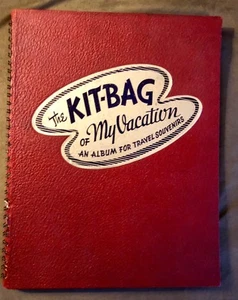 The KIT-BAG
OF My Vacation
AN ALBUM FOR TRAVEL SOUVENIRS